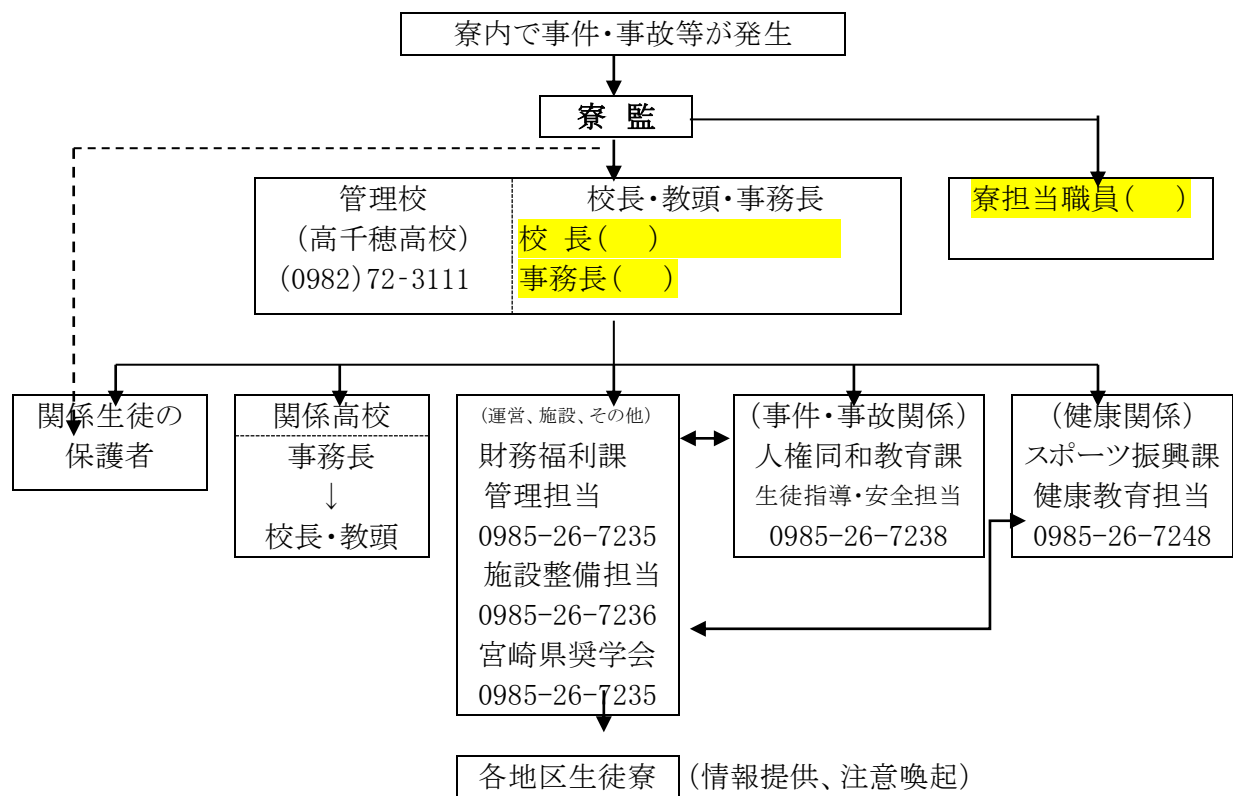 寮内で事件・事故等が発生
寮 監
管理校
(高千穂高校)
(0982)72-3111
校長・教頭・事務長
校 長(　)
事務長(　)
寮担当職員(　)
関係生徒の
保護者
関係高校
事務長
↓
校長・教頭
(運営、施設、その他)
財務福利課
管理担当
0985-26-7235
施設整備担当
0985-26-7236
宮崎県奨学会
0985-26-7235
(事件・事故関係)
人権同和教育課
生徒指導・安全担当
0985-26-7238
(健康関係)
スポーツ振興課
健康教育担当
0985-26-7248
各地区生徒寮 (情報提供、注意喚起)